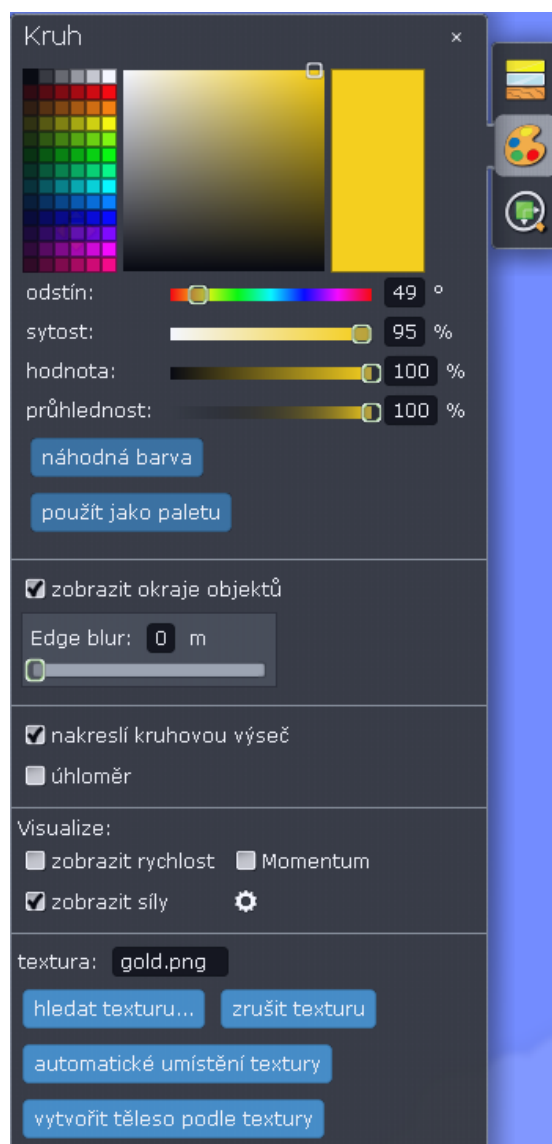 Kruh ×
odstín: 49 °
sytost: 95 %
hodnota: 100 %
průhlednost: 100 %
náhodná barva
použít jako paletu
zobrazit okraje objektů
Edge blur: 0 m
nakreslí kruhovou výseč
úhloměr
Visualize:
zobrazit rychlost Momentum
zobrazit síly
textura: gold.png
hledat texturu... zrušit texturu
automatické umístění textury
vytvořit těleso podle textury